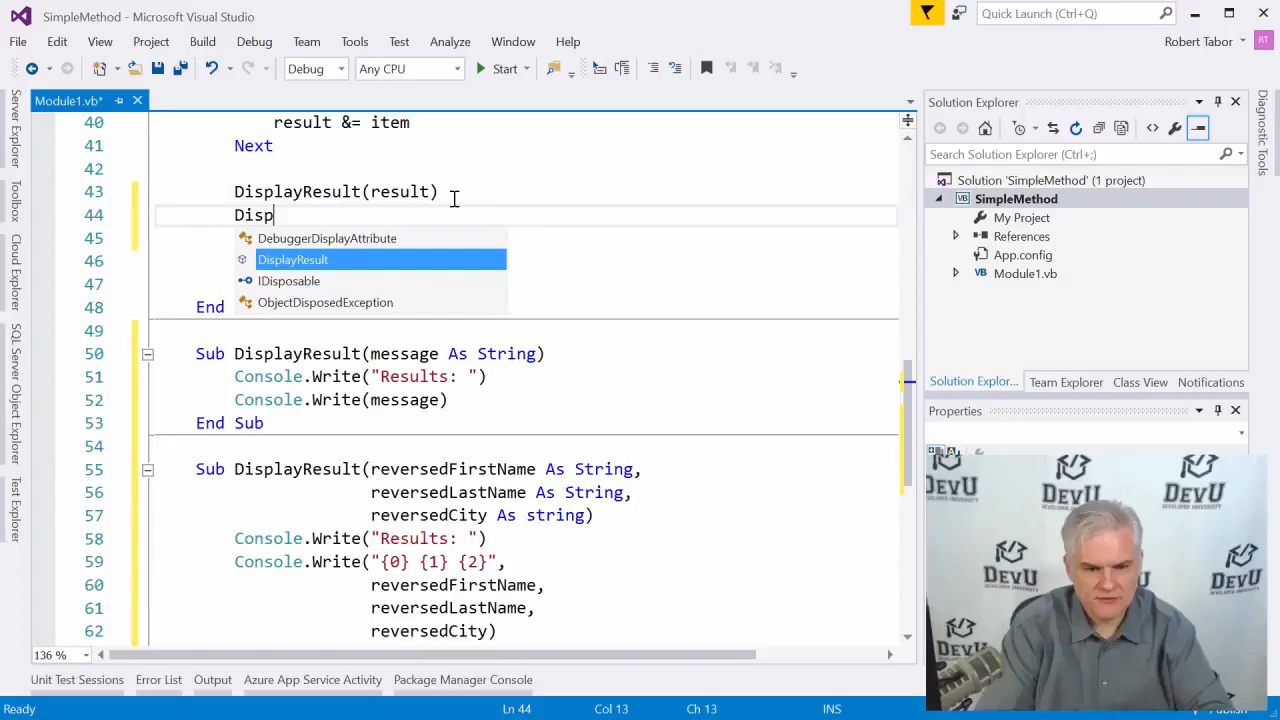 SimpleMethod - Microsoft Visual Studio
Quick Launch (Ctrl+Q)
File Edit View Project Build Debug Team Tools Test Analyze Window Help
Robert Tabor RT
Debug Any CPU Start
Module1.vb*
Server Explorer
Toolbox
Cloud Explorer
SQL Server Object Explorer
Test Explorer
40 result &= item
41 Next
42
43 DisplayResult(result)
44 Disp
45 DebuggerDisplayAttribute
DisplayResult
46
47 IDisposable
ObjectDisposedException
48 End
49
50 Sub DisplayResult(message As String)
51 Console.Write("Results: ")
52 Console.Write(message)
53 End Sub
54
55 Sub DisplayResult(reversedFirstName As String,
56 reversedLastName As String,
57 reversedCity As string)
58 Console.Write("Results: ")
59 Console.Write("{0} {1} {2}",
60 reversedFirstName,
61 reversedLastName,
62 reversedCity)
136 %
Solution Explorer
Search Solution Explorer (Ctrl+;)
Solution 'SimpleMethod' (1 project)
SimpleMethod
My Project
References
App.config
Module1.vb
Solution Explor... Team Explorer Class View Notifications
Properties
Diagnostic Tools
DevU
DEVELOPER UNIVERSITY
DevU
DEVELOPER UNIVERSITY
DevU
DevU
Unit Test Sessions Error List Output Azure App Service Activity Package Manager Console
Ready Ln 44 Col 13 Ch 13 INS Publish